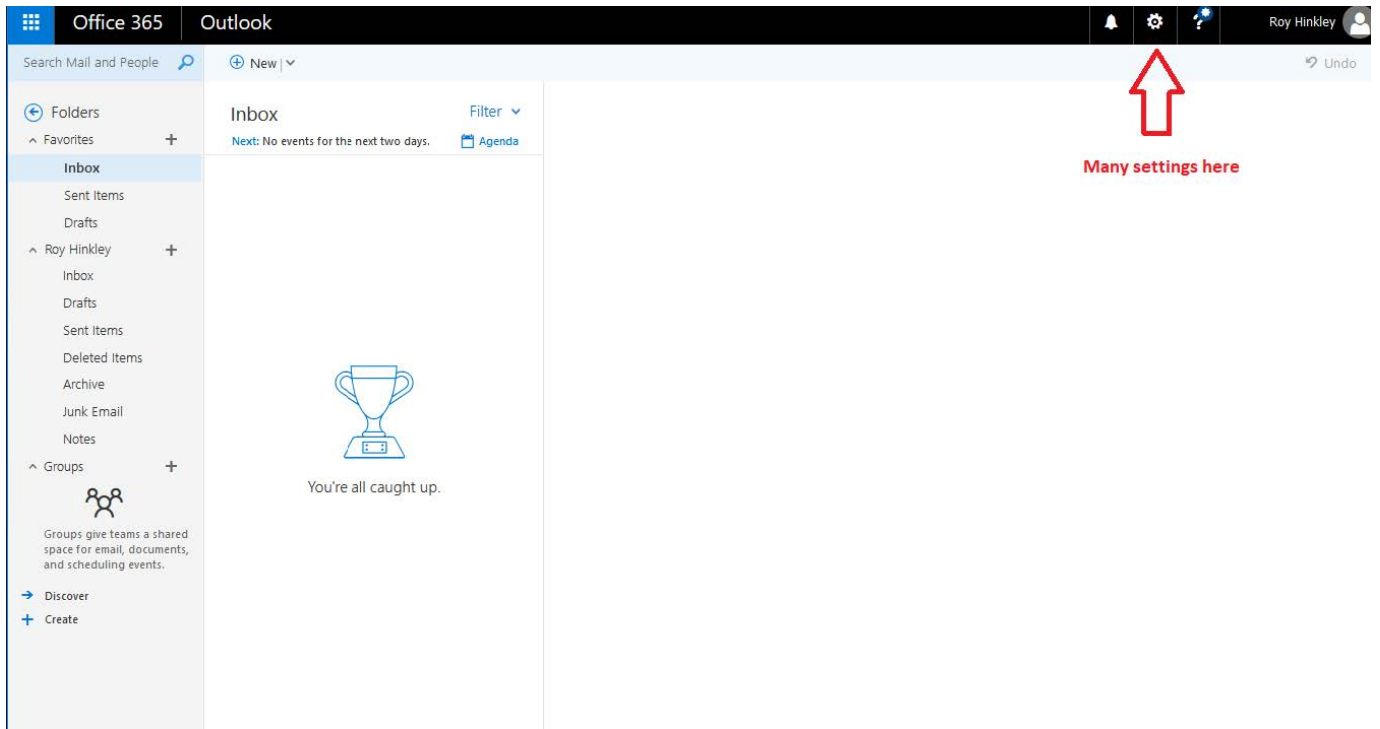 Office 365
Outlook
Roy Hinkley
Search Mail and People
New
Undo
Folders
Favorites
Inbox
Sent Items
Drafts
Roy Hinkley
Inbox
Drafts
Sent Items
Deleted Items
Archive
Junk Email
Notes
Groups
Groups give teams a shared
space for email, documents,
and scheduling events.
Discover
Create
Inbox
Filter
Next: No events for the next two days.
Agenda
You're all caught up.
Many settings here